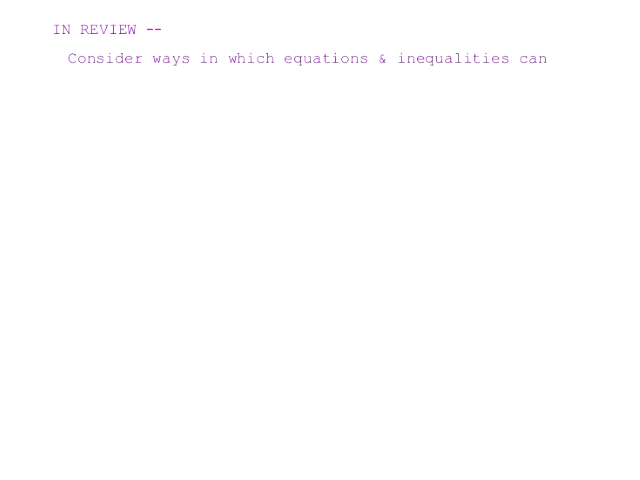 IN REVIEW --
Consider ways in which equations & inequalities can